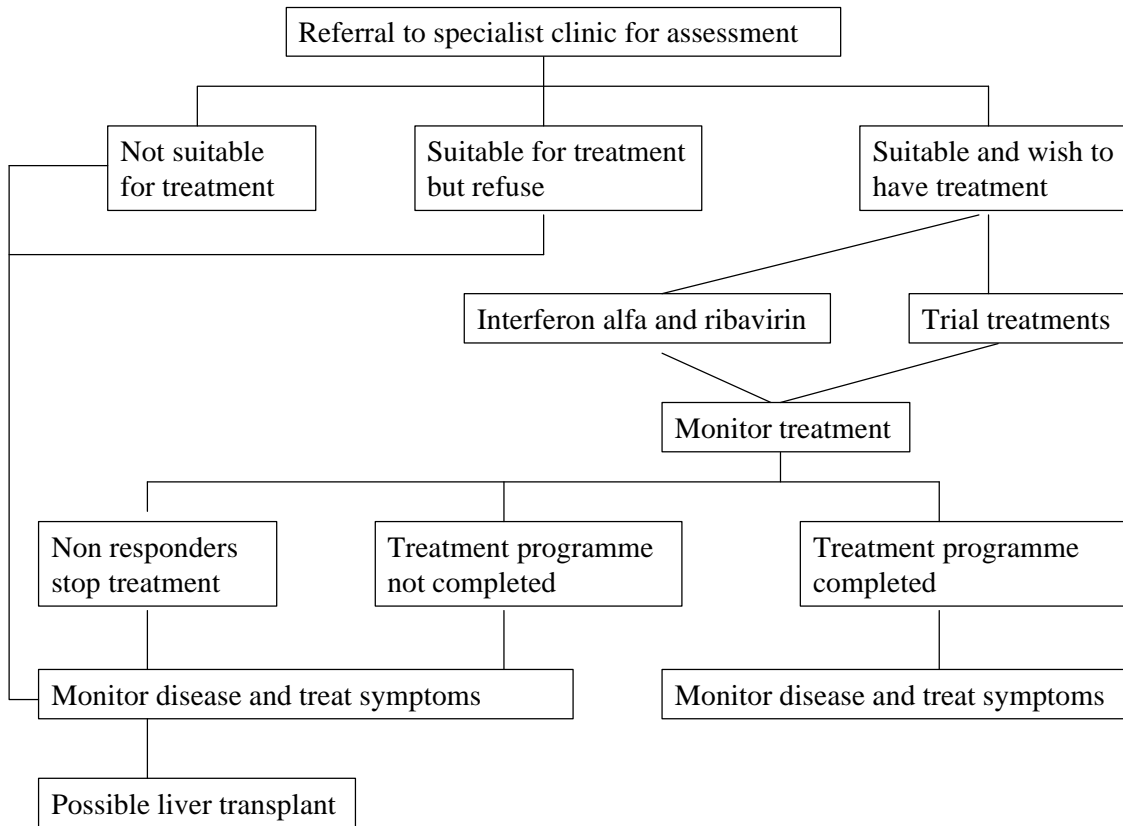 Referral to specialist clinic for assessment
Not suitable
for treatment
Suitable for treatment
but refuse
Suitable and wish to
have treatment
Interferon alfa and ribavirin
Trial treatments
Monitor treatment
Non responders
stop treatment
Treatment programme
not completed
Treatment programme
completed
Monitor disease and treat symptoms
Monitor disease and treat symptoms
Possible liver transplant